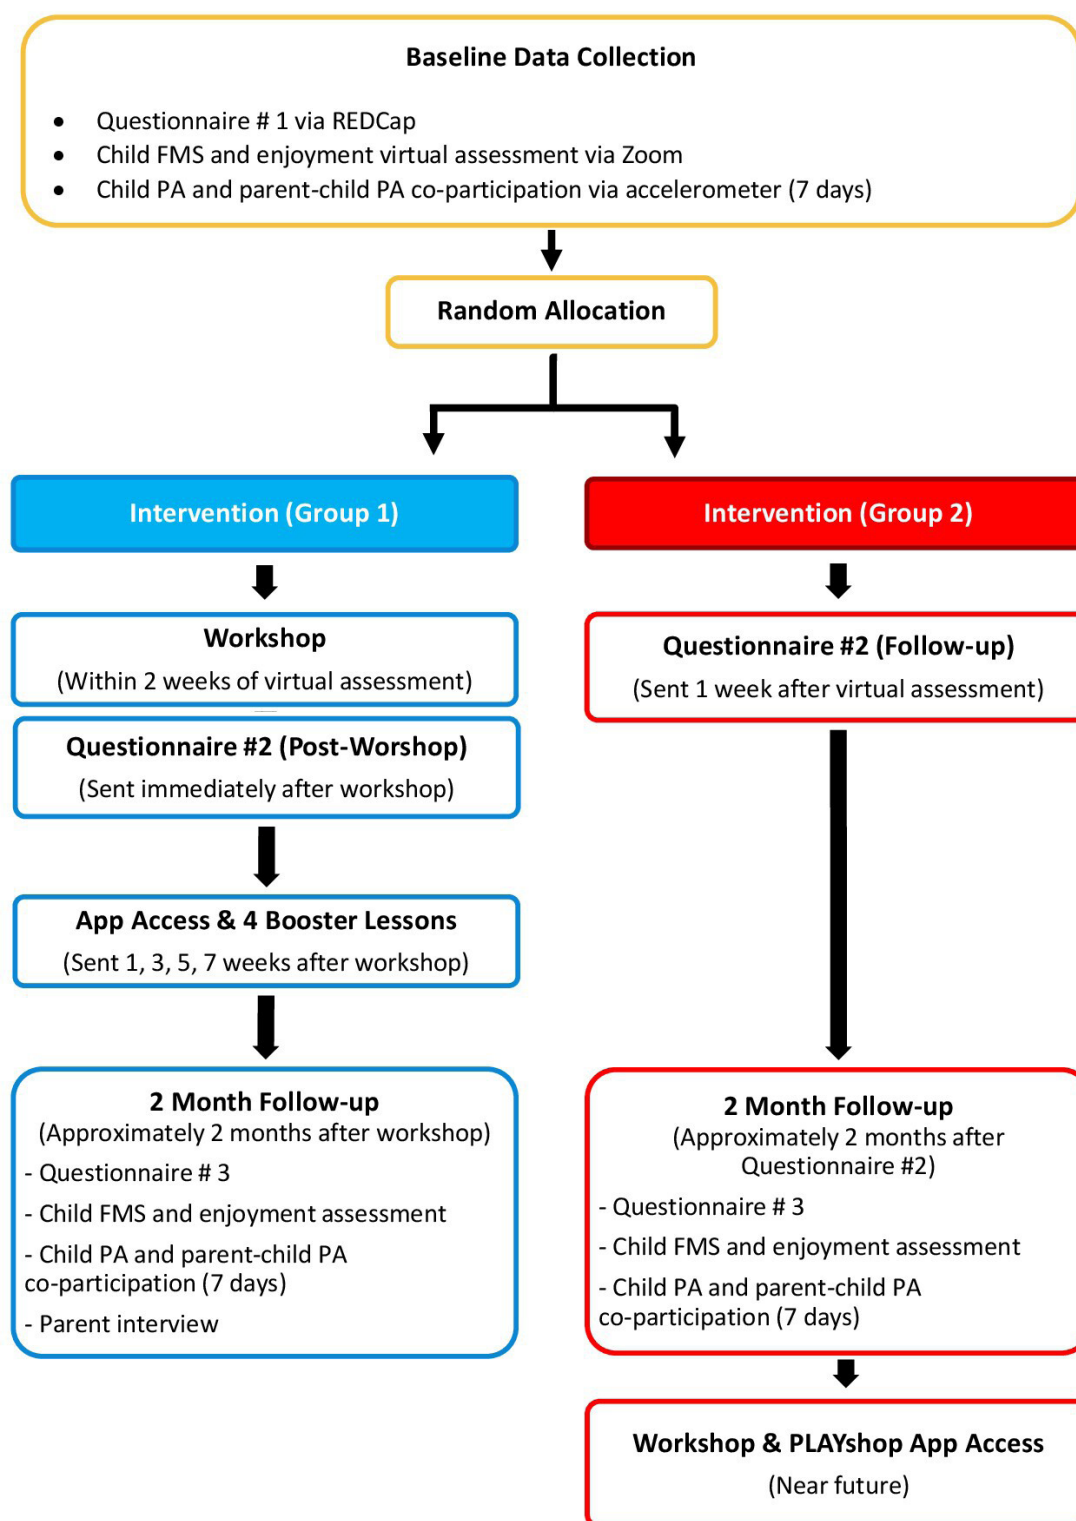 Baseline Data Collection
• Questionnaire # 1 via REDCap
• Child FMS and enjoyment virtual assessment via Zoom
• Child PA and parent-child PA co-participation via accelerometer (7 days)
Random Allocation
Intervention (Group 1)
Workshop
(Within 2 weeks of virtual assessment)
Questionnaire #2 (Post-Worshop)
(Sent immediately after workshop)
App Access & 4 Booster Lessons
(Sent 1, 3, 5, 7 weeks after workshop)
2 Month Follow-up
(Approximately 2 months after workshop)
- Questionnaire # 3
- Child FMS and enjoyment assessment
- Child PA and parent-child PA
co-participation (7 days)
- Parent interview
Intervention (Group 2)
Questionnaire #2 (Follow-up)
(Sent 1 week after virtual assessment)
2 Month Follow-up
(Approximately 2 months after
Questionnaire #2)
- Questionnaire # 3
- Child FMS and enjoyment assessment
- Child PA and parent-child PA
co-participation (7 days)
Workshop & PLAYshop App Access
(Near future)